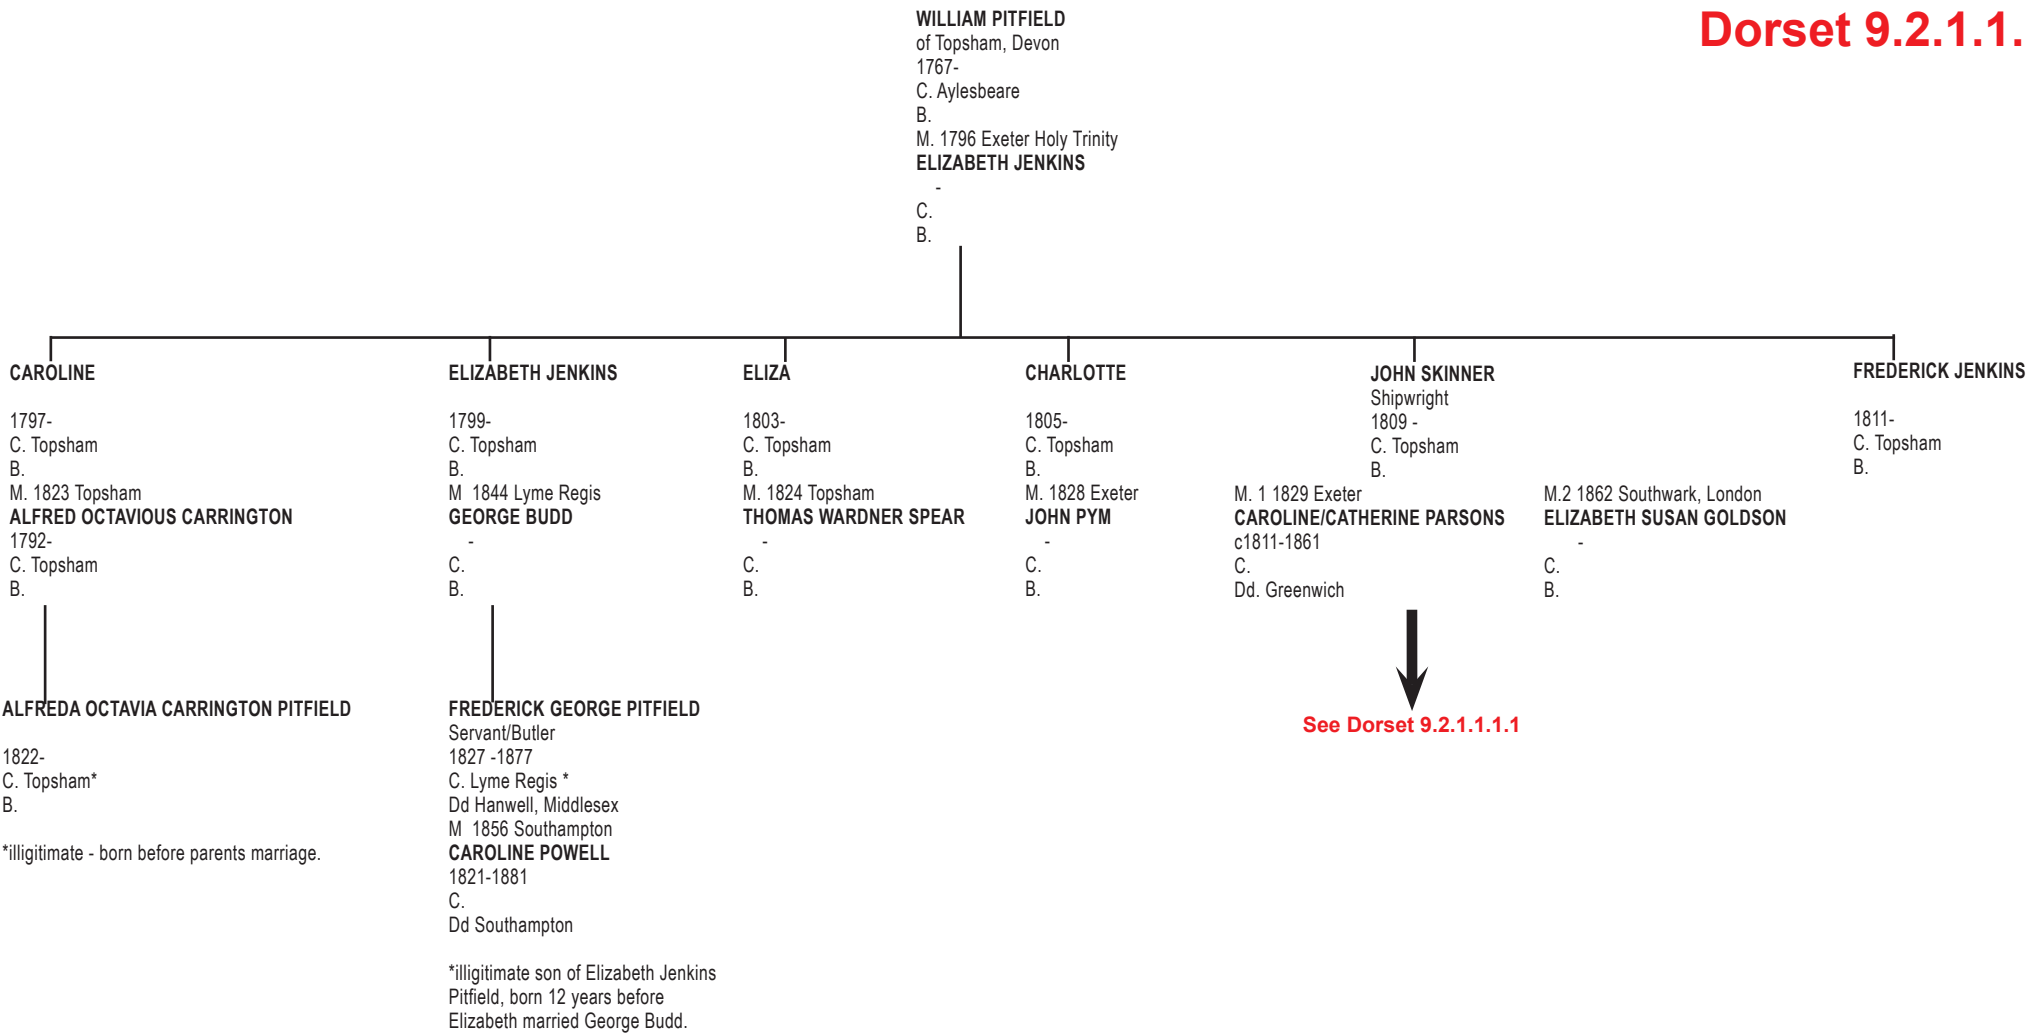 Dorset 9.2.1.1.
WILLIAM PITFIELD
of Topsham, Devon
1767-
C. Aylesbeare
B.
M. 1796 Exeter Holy Trinity
ELIZABETH JENKINS
-
C.
B.
CAROLINE
1797-
C. Topsham
B.
M. 1823 Topsham
ALFRED OCTAVIOUS CARRINGTON
1792-
C. Topsham
B.
ELIZABETH JENKINS
1799-
C. Topsham
B.
M 1844 Lyme Regis
GEORGE BUDD
-
C.
B.
ELIZA
1803-
C. Topsham
B.
M. 1824 Topsham
THOMAS WARDNER SPEAR
-
C.
B.
CHARLOTTE
1805-
C. Topsham
B.
M. 1828 Exeter
JOHN PYM
-
C.
B.
JOHN SKINNER
Shipwright
1809 -
C. Topsham
B.
M. 1 1829 Exeter
CAROLINE/CATHERINE PARSONS
c1811-1861
C.
Dd. Greenwich
M.2 1862 Southwark, London
ELIZABETH SUSAN GOLDSON
-
C.
B.
FREDERICK JENKINS
1811-
C. Topsham
B.
ALFREDA OCTAVIA CARRINGTON PITFIELD
1822-
C. Topsham*
B.
*illigitimate - born before parents marriage.
FREDERICK GEORGE PITFIELD
Servant/Butler
1827 -1877
C. Lyme Regis *
Dd Hanwell, Middlesex
M 1856 Southampton
CAROLINE POWELL
1821-1881
C.
Dd Southampton
*illigitimate son of Elizabeth Jenkins
Pitfield, born 12 years before
Elizabeth married George Budd.
See Dorset 9.2.1.1.1.1